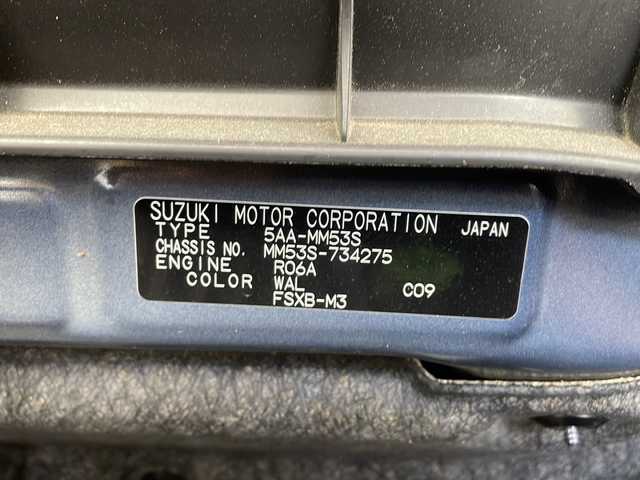 SUZUKI MOTOR CORPORATION JAPAN
TYPE 5AA-MM53S
CHASSIS NO. MM53S-734275
ENGINE R06A
COLOR WAL C09
FSXB-M3